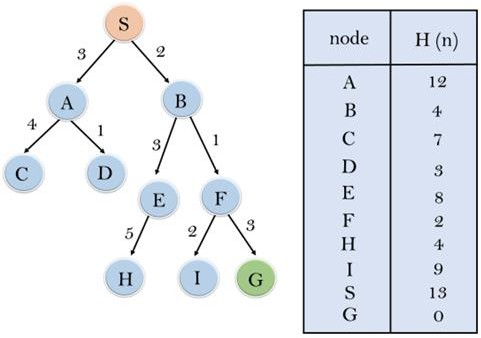 S
3
2
A
B
4
1
3
1
C
D
E
F
5
2
3
H
I
G
node H (n)
A 12
B 4
C 7
D 3
E 8
F 2
H 4
I 9
S 13
G 0